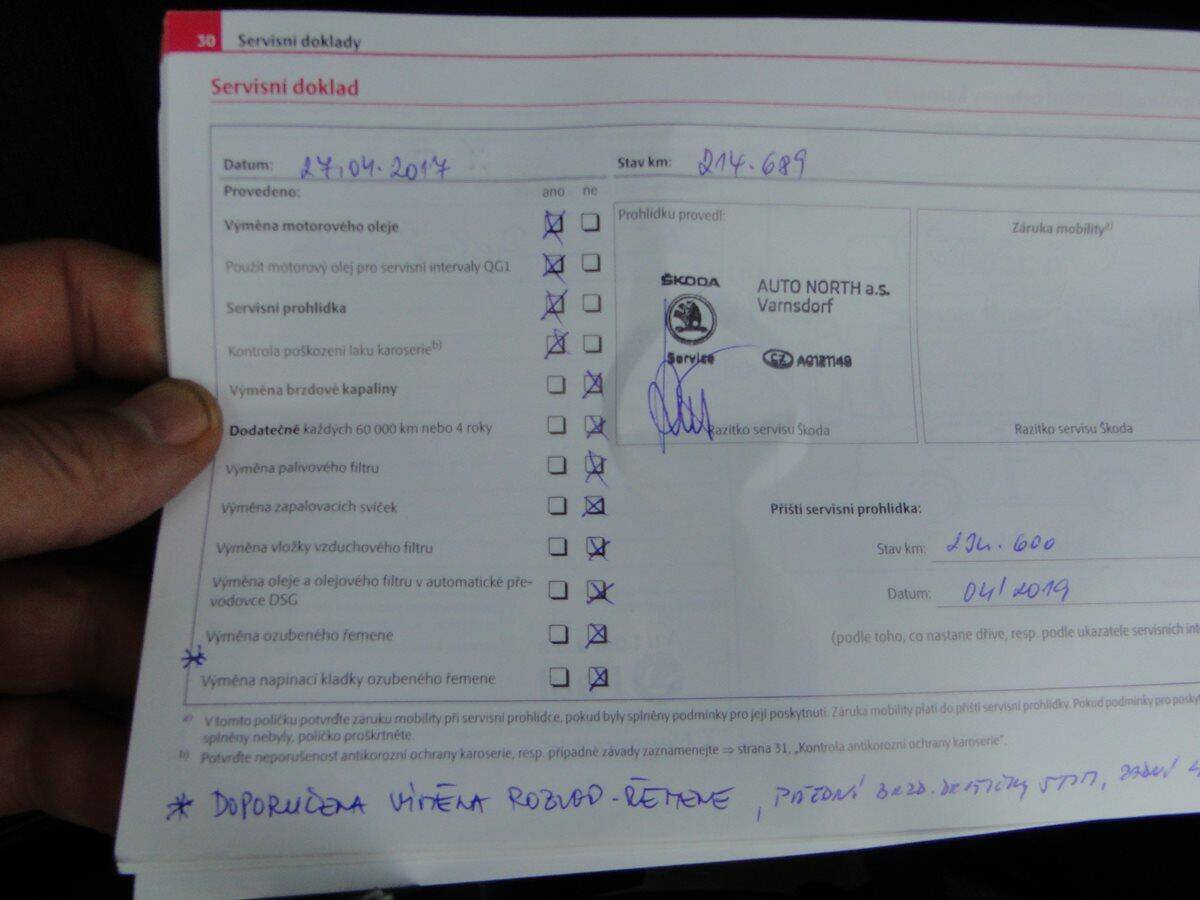 30 Servisní doklady
Servisní doklad
Datum: 27.04.2017 Stav km: 214.689
Provedeno: ano ne
Výměna motorového oleje
Prohlídku provedl:
Záruka mobility a)
Použit motorový olej pro servisní intervaly QG1
Servisní prohlídka
Kontrola poškození laku karoserie b)
Výměna brzdové kapaliny
Dodatečně každých 60 000 km nebo 4 roky
Výměna palivového filtru
Výměna zapalovacích svíček
Výměna vložky vzduchového filtru
Výměna oleje a olejového filtru v automatické pře-
vodovce DSG
Výměna ozubeného řemene
*
Výměna napínací kladky ozubeného řemene
ŠKODA
Service
AUTO NORTH a.s.
Varnsdorf
CZ A0121148
Razítko servisu Škoda
Razítko servisu Škoda
Příští servisní prohlídka:
Stav km: 234.600
Datum: 04/2019
(podle toho, co nastane dříve, resp. podle ukazatele servisních
a) V tomto políčku potvrďte záruku mobility při servisní prohlídce, pokud byly splněny podmínky pro její poskytnutí. Záruka mobility platí do příští servisní prohlídky. Pokud podmínky pro
splněny nebyly, políčko proškrtněte.
b) Potvrďte neporušenost antikorozní ochrany karoserie, resp. případné závady zaznamenejte ⇒ strana 31, „Kontrola antikorozní ochrany karoserie“.
* DOPORUČENA VÝMĚNA ROZVOD-ŘEMENE, PŘEDNÍ BRZD. DESTIČKY 5MM, ZADNÍ